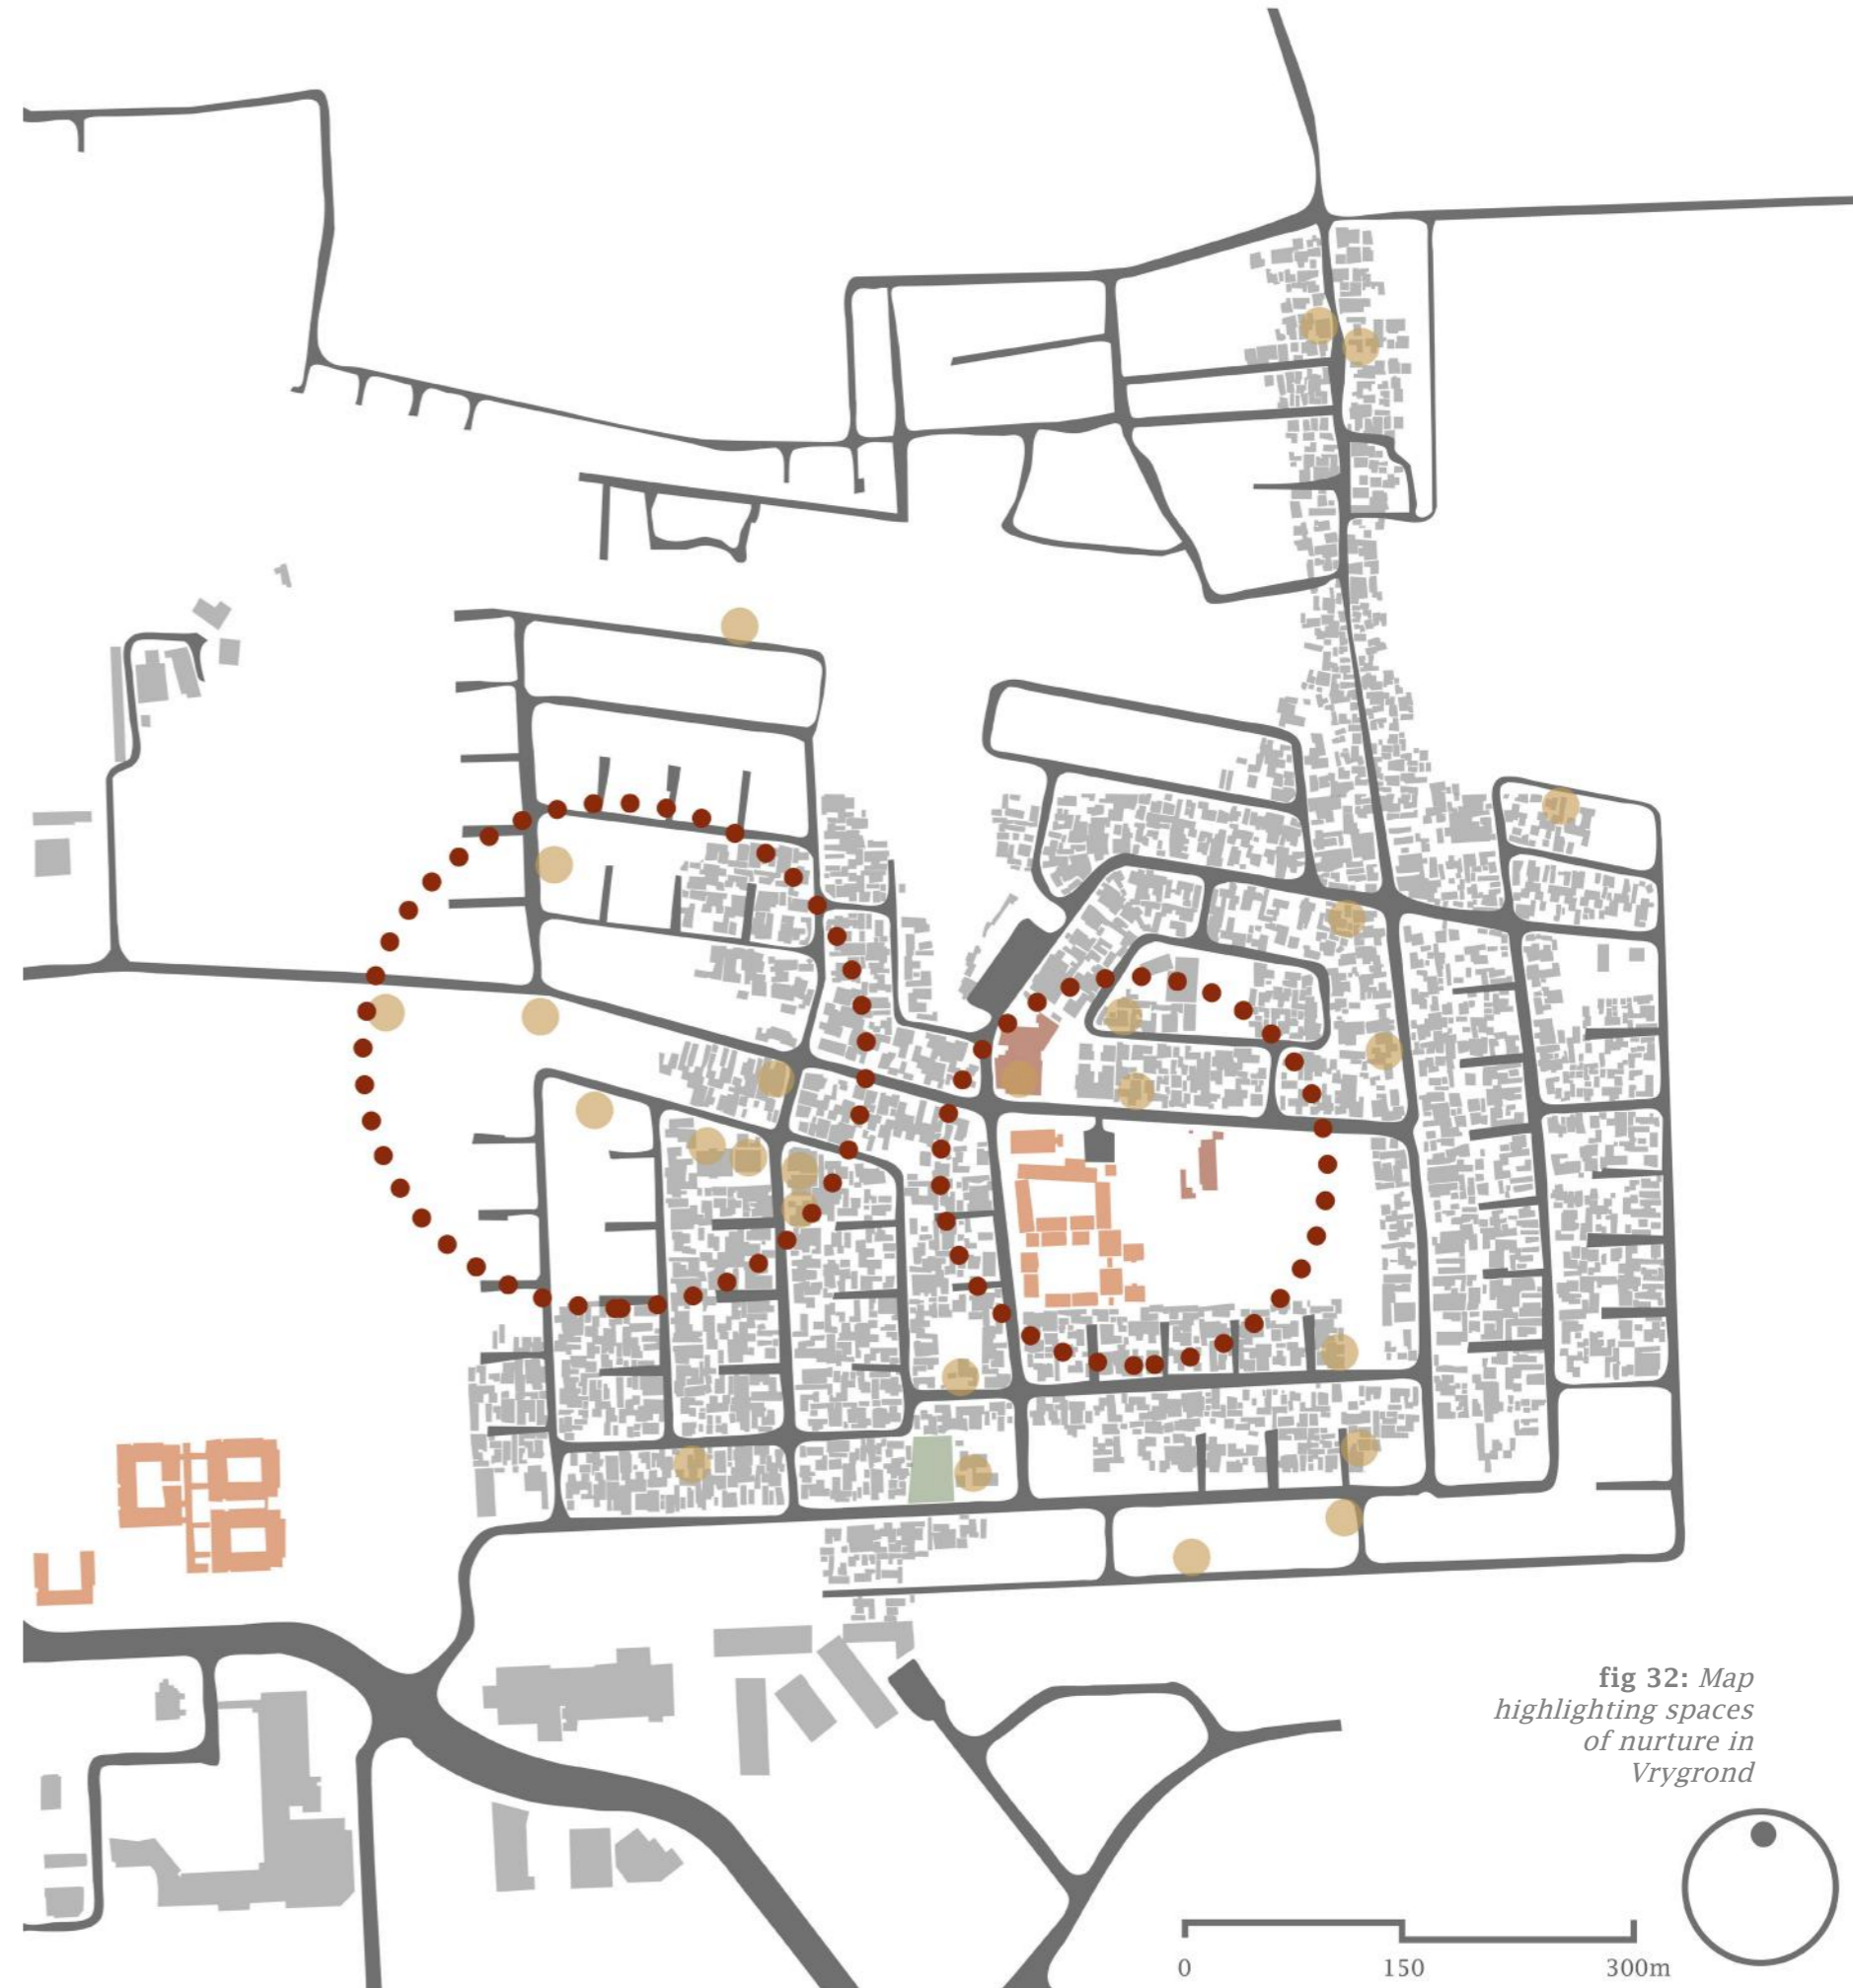 fig 32: Map
highlighting spaces
of nurture in
Vrygrond
0 150 300m